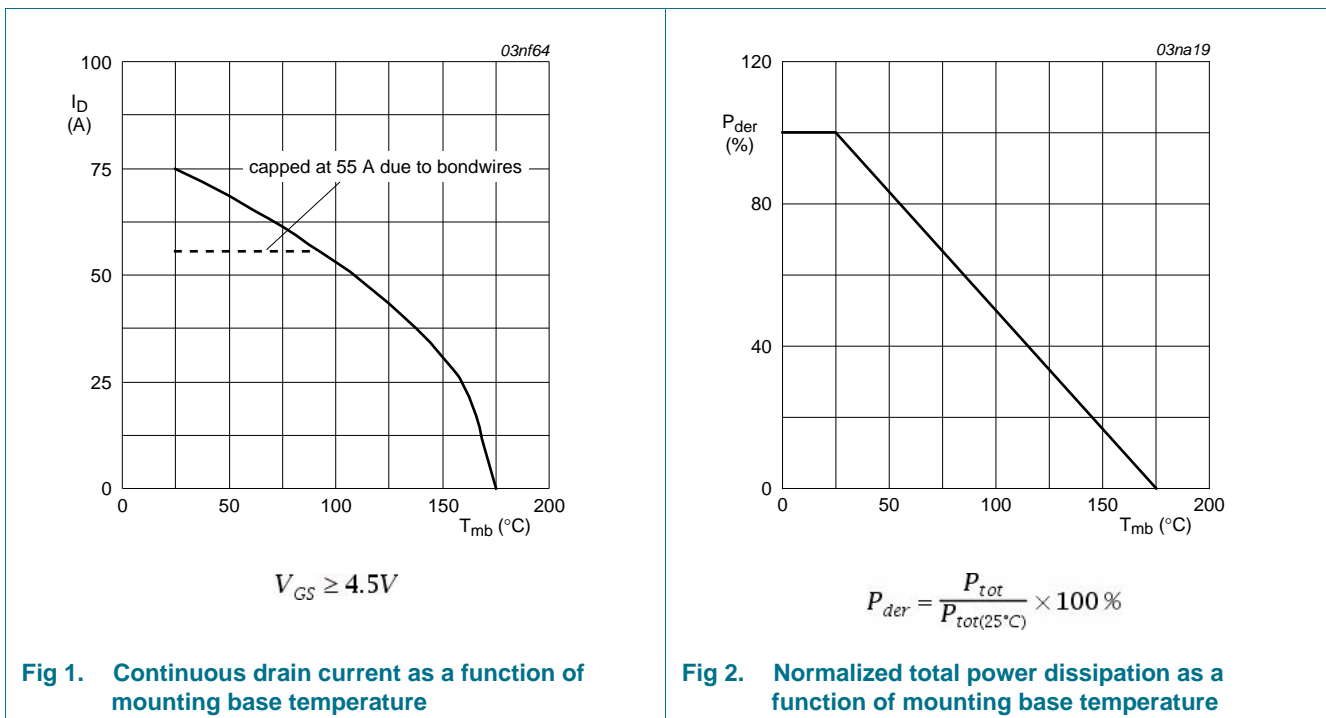 03nf64
100
I_D
(A)
capped at 55 A due to bondwires
75
50
25
0
0 50 100 150 200
T_mb (°C)
V_GS ≥ 4.5V
Fig 1. Continuous drain current as a function of
mounting base temperature
03na19
120
P_der
(%)
80
40
0
0 50 100 150 200
T_mb (°C)
P_der = P_tot / P_tot(25°C) × 100 %
Fig 2. Normalized total power dissipation as a
function of mounting base temperature